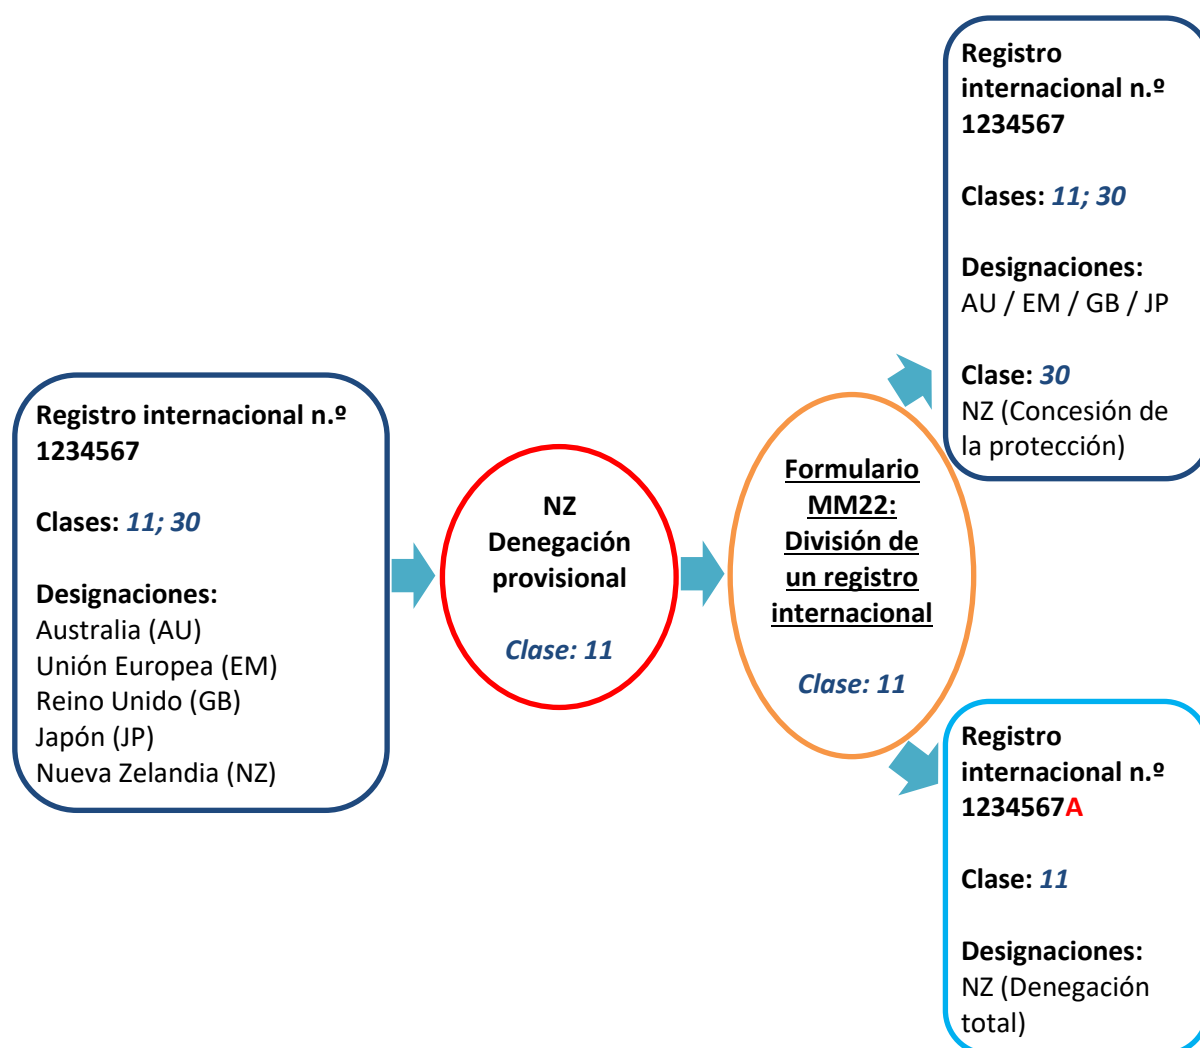 Registro internacional n.º
1234567
Clases: 11; 30
Designaciones:
Australia (AU)
Unión Europea (EM)
Reino Unido (GB)
Japón (JP)
Nueva Zelandia (NZ)
NZ
Denegación
provisional
Clase: 11
Formulario
MM22:
División de
un registro
internacional
Clase: 11
Registro
internacional n.º
1234567
Clases: 11; 30
Designaciones:
AU / EM / GB / JP
Clase: 30
NZ (Concesión de
la protección)
Registro
internacional n.º
1234567A
Clase: 11
Designaciones:
NZ (Denegación
total)